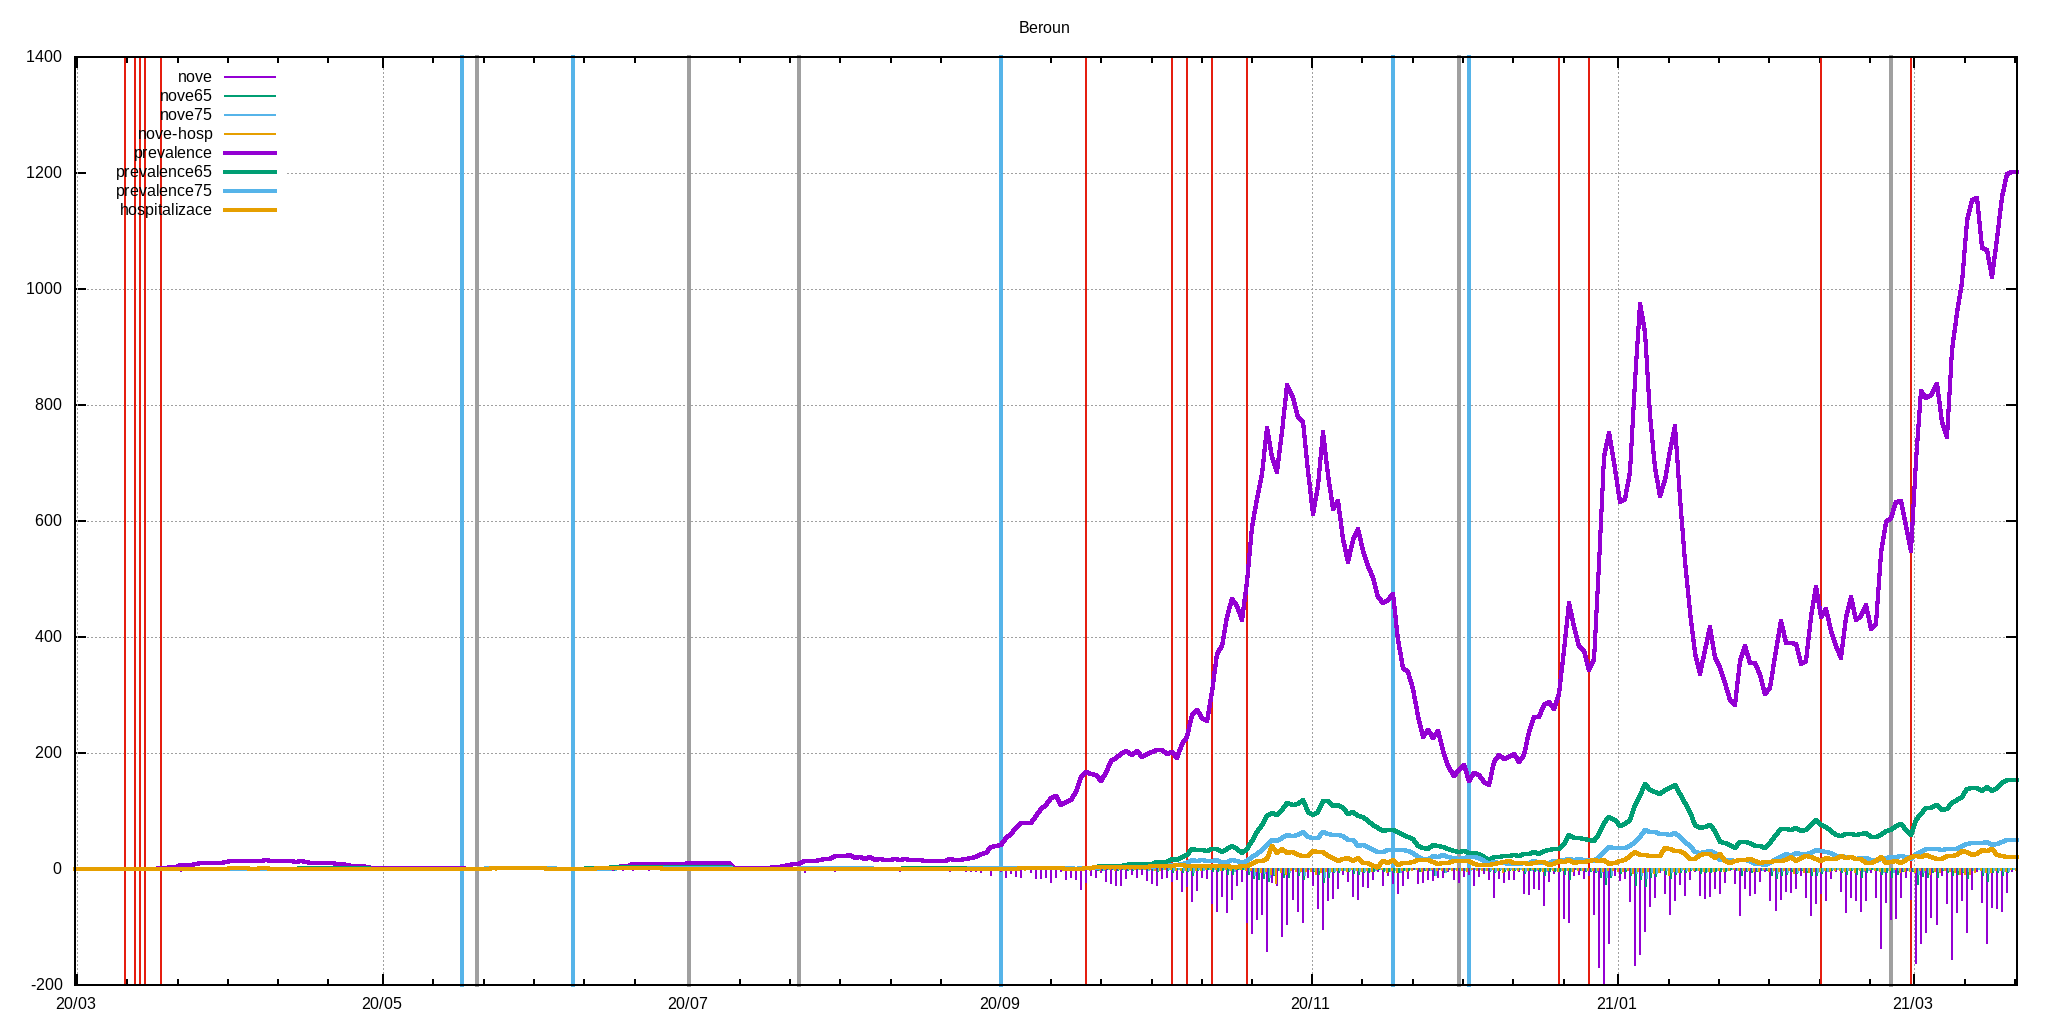 Beroun
1400
1200
1000
800
600
400
200
0
-200
nove
nove65
nove75
nove-hosp
prevalence
prevalence65
prevalence75
hospitalizace
20/03 20/05 20/07 20/09 20/11 21/01 21/03